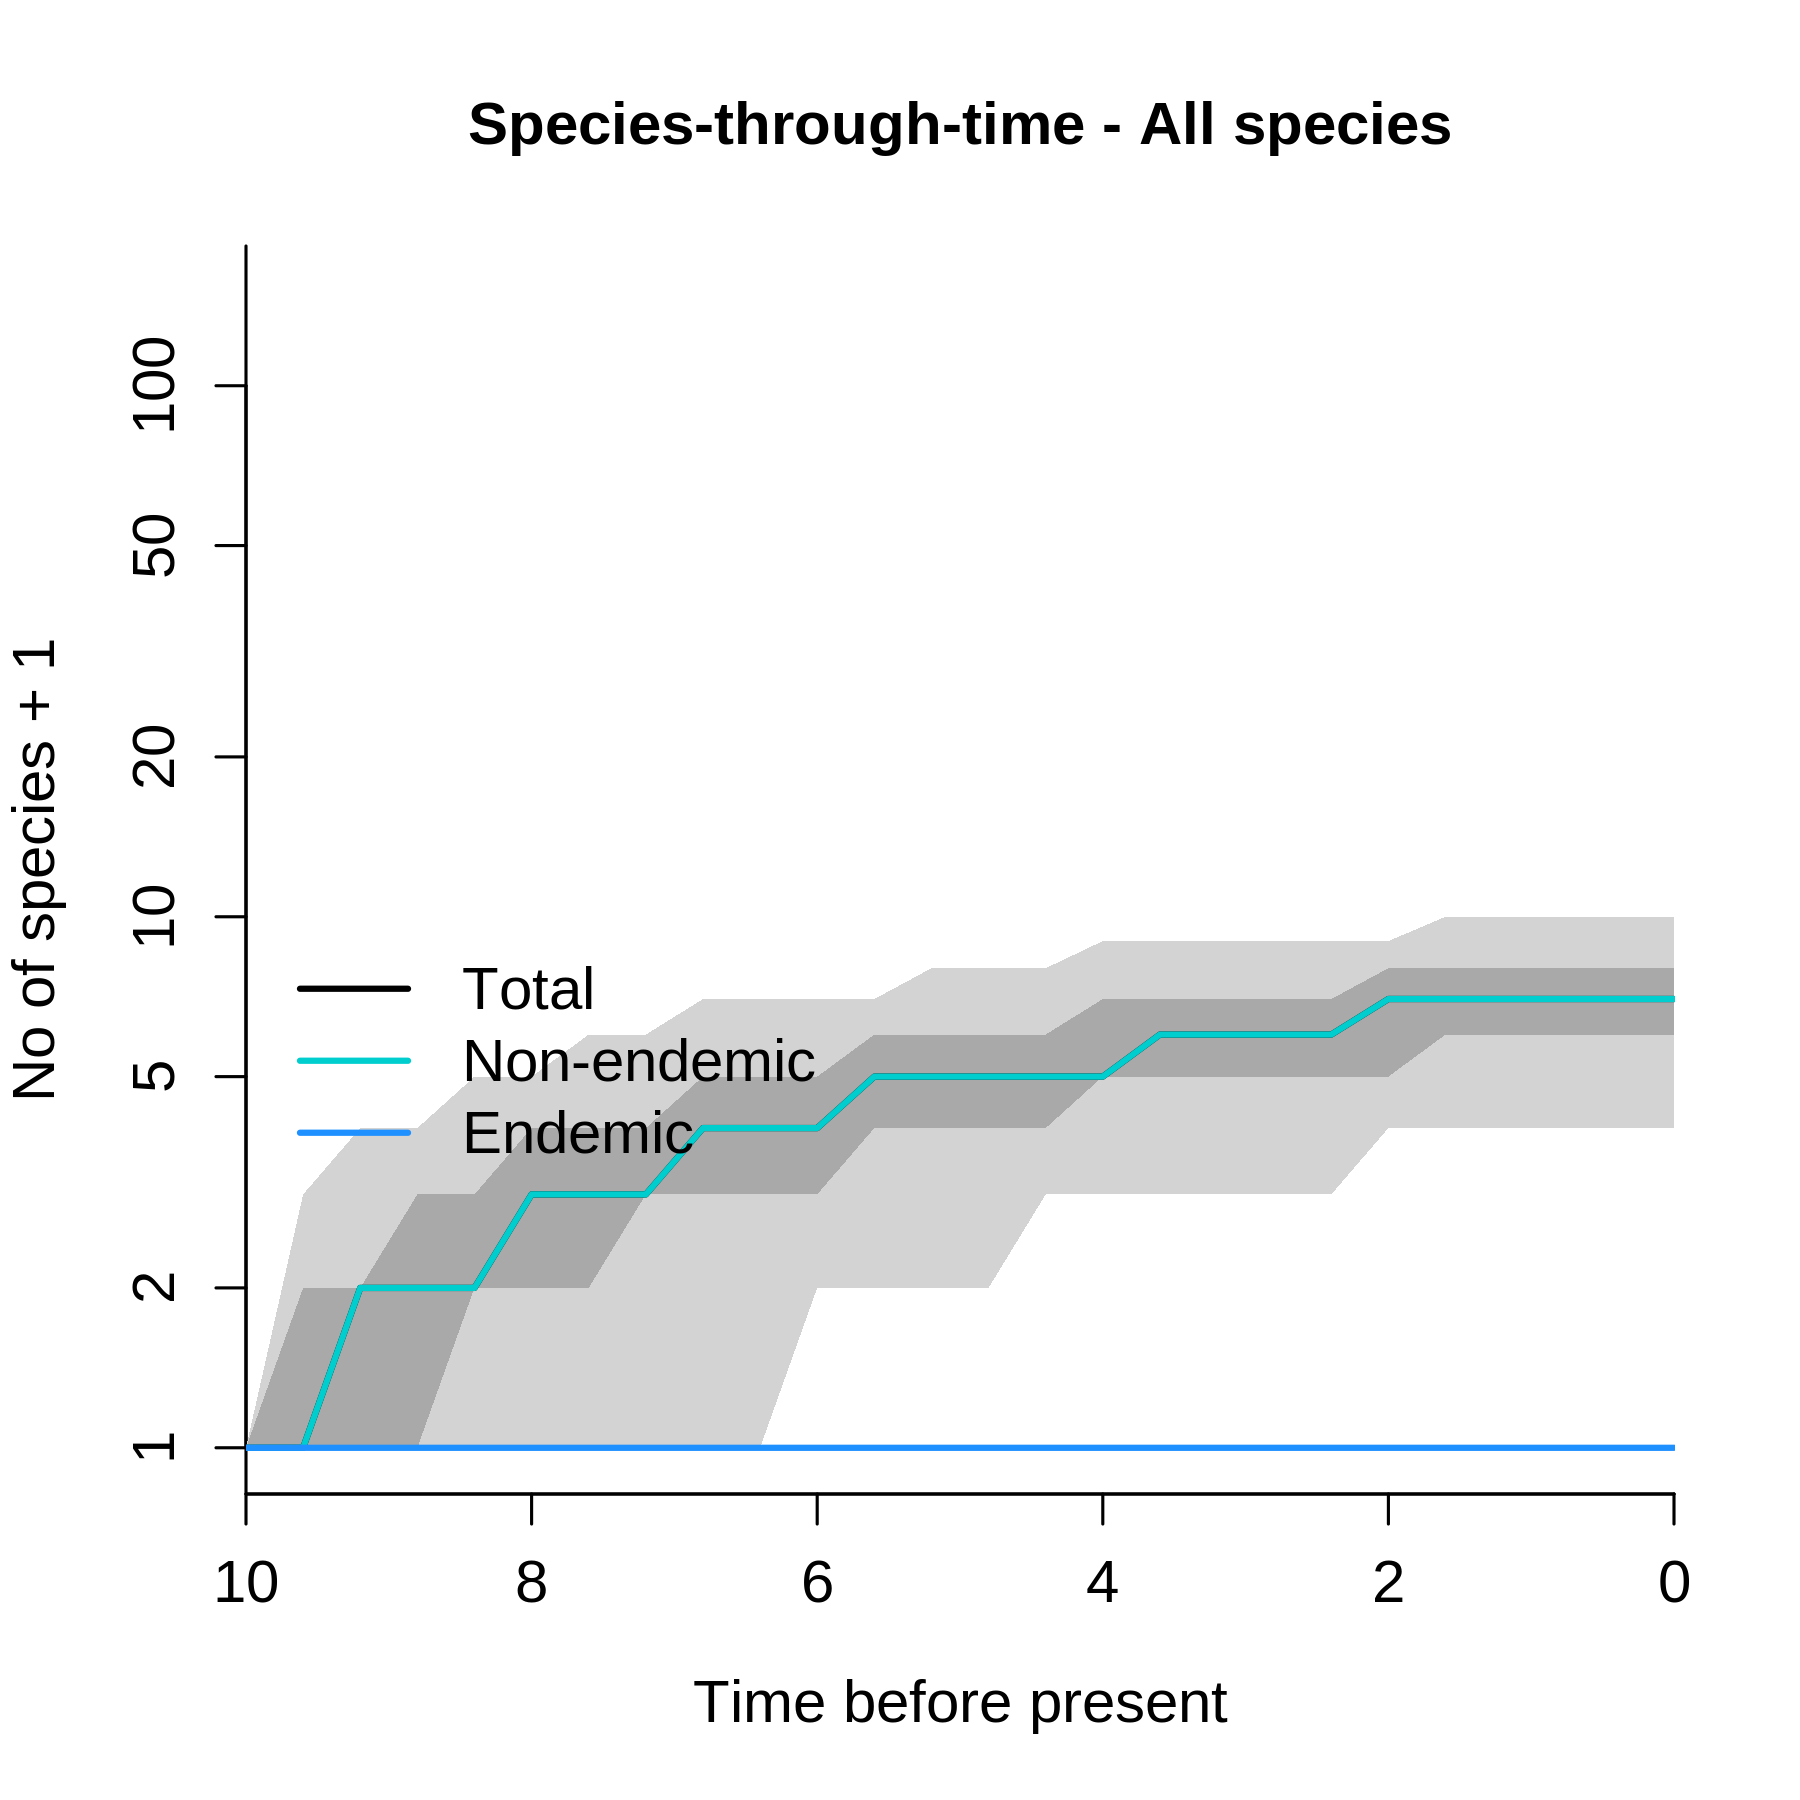 Species-through-time - All species
No of species + 1
100
50
20
10
5
2
1
Total
Non-endemic
Endemic
10 8 6 4 2 0
Time before present